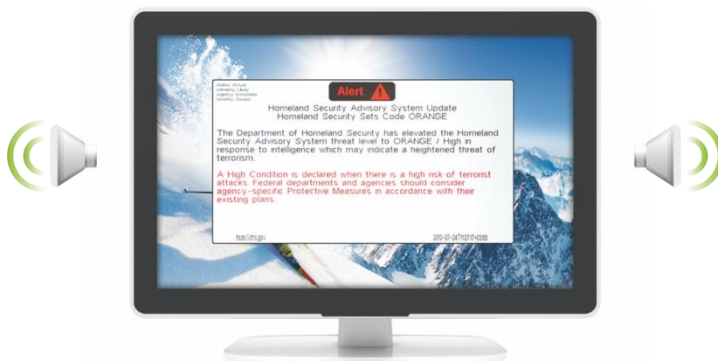 Status: Actual
Alert
Homeland Security Advisory System Update
Homeland Security Sets Code ORANGE
The Department of Homeland Security has elevated the Homeland
Security Advisory System threat level to ORANGE / High in
response to intelligence which may indicate a heightened threat of
terrorism.
A High Condition is declared when there is a high risk of terrorist
attacks. Federal departments and agencies should consider
agency-specific Protective Measures in accordance with their
existing plans.